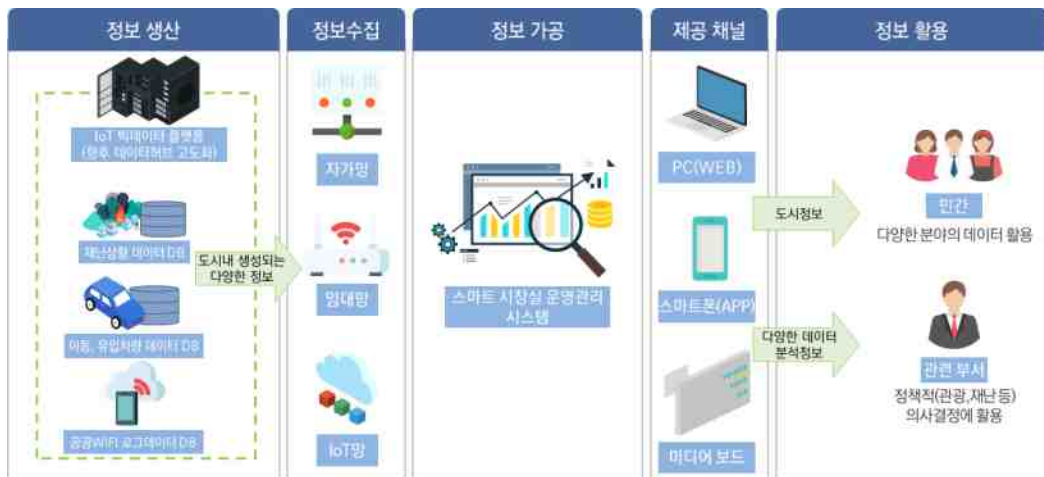 정보 생산
정보수집
정보 가공
제공 채널
정보 활용
IoT 빅데이터 플랫폼
(향후 데이터허브 고도화)
재난상황 데이터 DB
이동, 유입차량 데이터 DB
공공WIFI 로그데이터 DB
도시내 생성되는
다양한 정보
자가망
임대망
IoT망
스마트 시장실 운영관리
시스템
PC(WEB)
스마트폰(APP)
미디어 보드
도시정보
다양한 데이터
분석정보
민간
다양한 분야의 데이터 활용
관련 부서
정책적(관광,재난 등)
의사결정에 활용